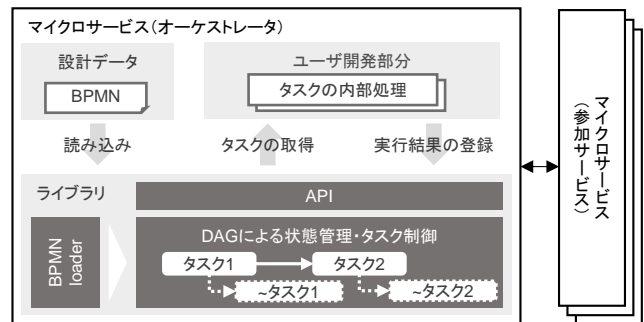 マイクロサービス(オーケストレータ)
設計データ
BPMN
ユーザ開発部分
タスクの内部処理
読み込み
タスクの取得
実行結果の登録
ライブラリ
BPMN
loader
API
DAGによる状態管理・タスク制御
タスク1
タスク2
~タスク1
~タスク2
マイクロサービス
(参加サービス)